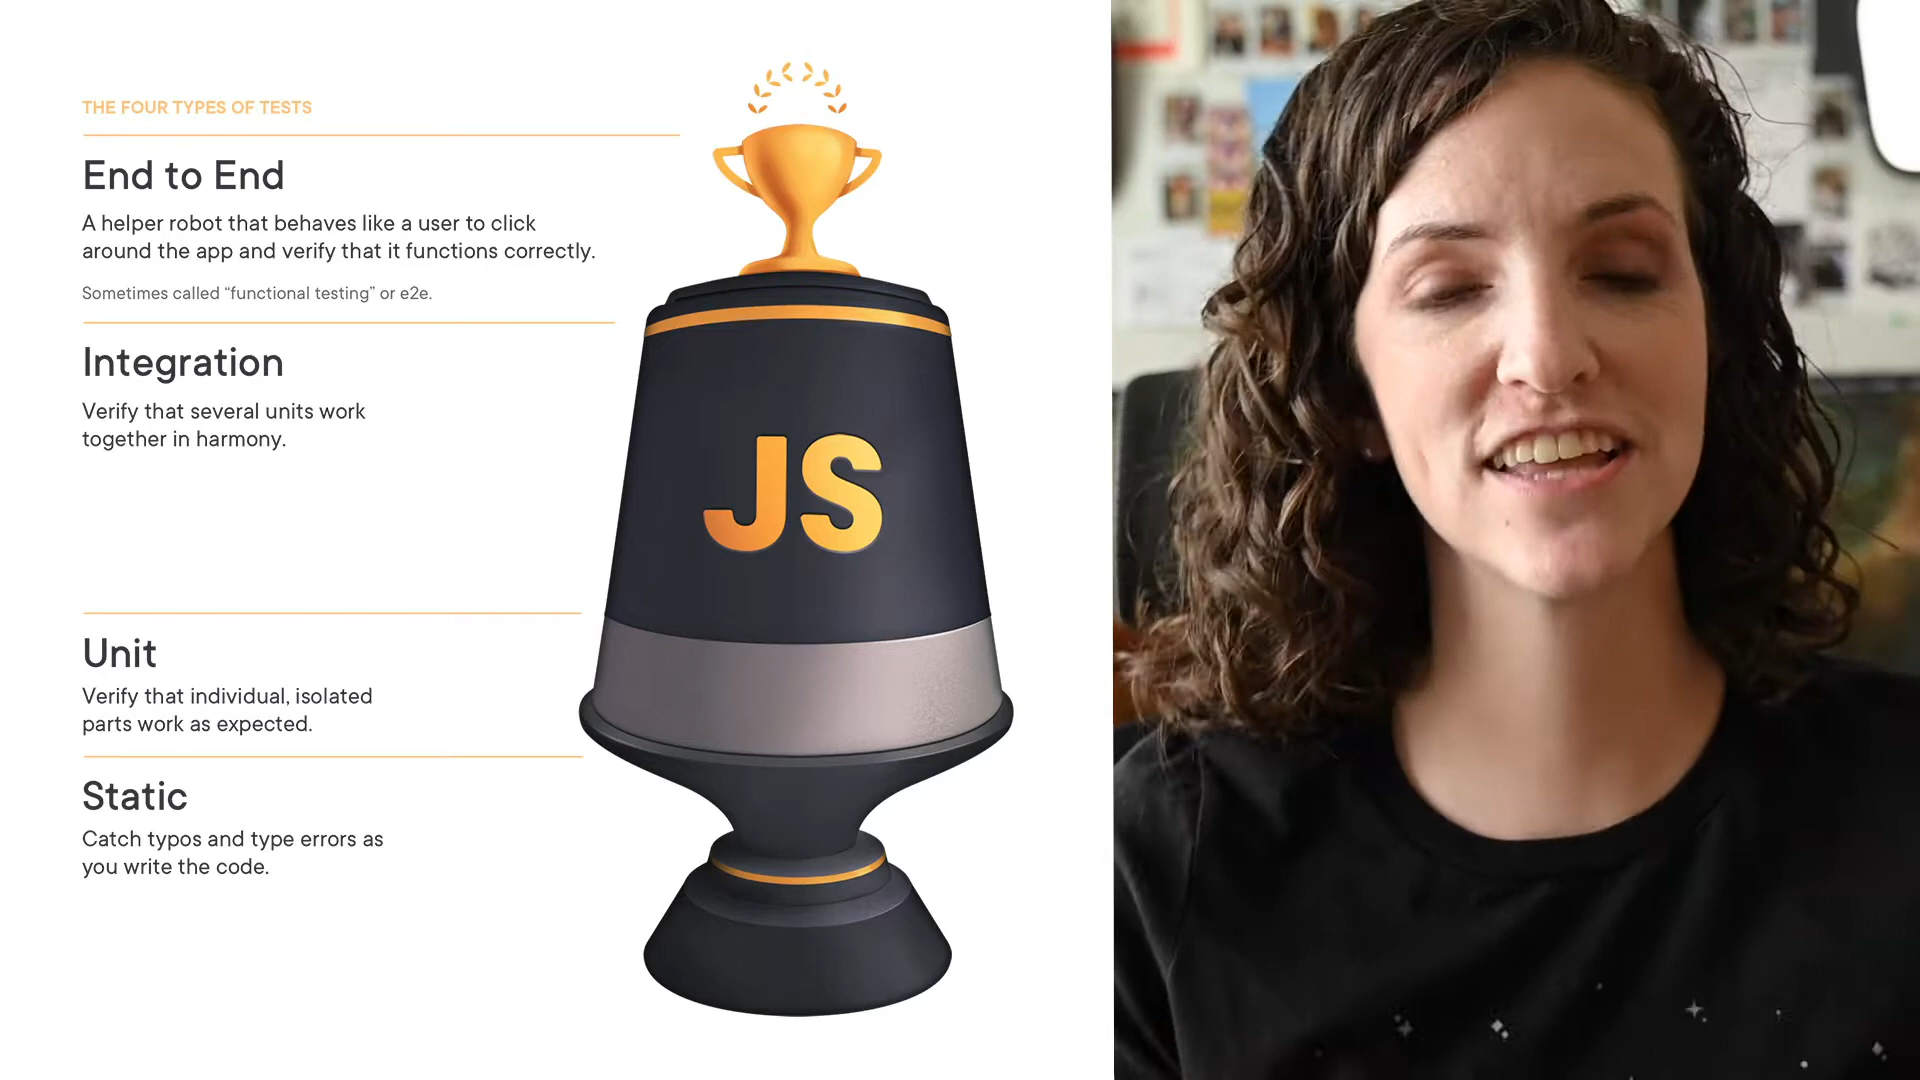 THE FOUR TYPES OF TESTS
End to End
A helper robot that behaves like a user to click
around the app and verify that it functions correctly.
Sometimes called “functional testing” or e2e.
Integration
Verify that several units work
together in harmony.
JS
Unit
Verify that individual, isolated
parts work as expected.
Static
Catch typos and type errors as
you write the code.